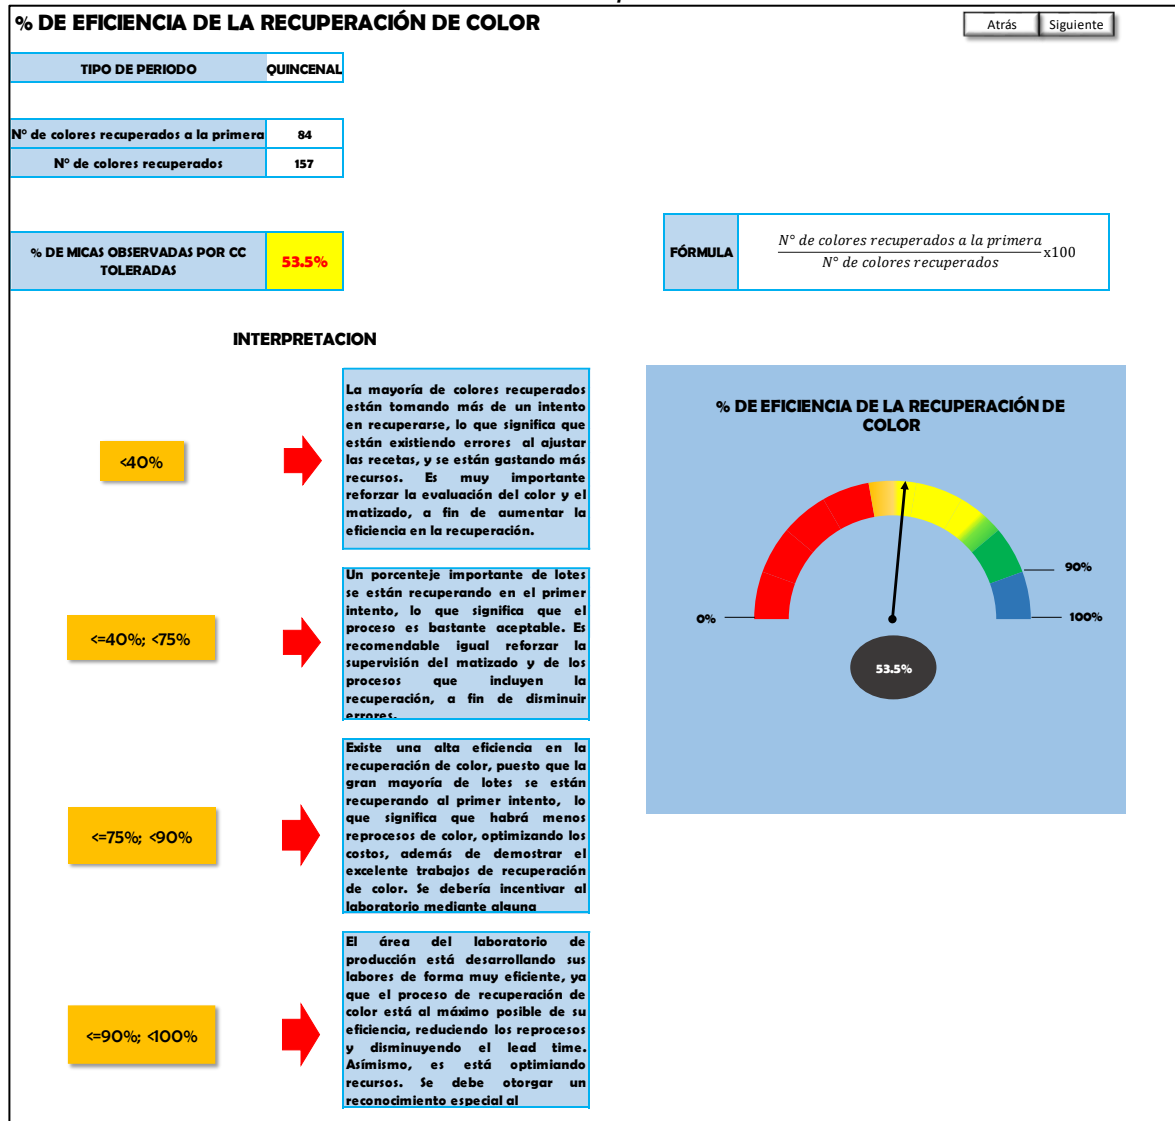 % DE EFICIENCIA DE LA RECUPERACIÓN DE COLOR
Atrás
Siguiente
TIPO DE PERIODO
QUINCENAL
N° de colores recuperados a la primera
84
N° de colores recuperados
157
% DE MICAS OBSERVADAS POR CC
TOLERADAS
53.5%
FÓRMULA
N° de colores recuperados a la primera
N° de colores recuperados
x100
INTERPRETACION
<40%
La mayoría de colores recuperados
están tomando más de un intento
en recuperarse, lo que significa que
están existiendo errores al ajustar
las recetas, y se están gastando más
recursos. Es muy importante
reforzar la evaluación del color y el
matizado, a fin de aumentar la
eficiencia en la recuperación.
<=40%; <75%
Un porcenteje importante de lotes
se están recuperando en el primer
intento, lo que significa que el
proceso es bastante aceptable. Es
recomendable igual reforzar la
supervisión del matizado y de los
procesos que incluyen la
recuperación, a fin de disminuir
errores.
<=75%; <90%
Existe una alta eficiencia en la
recuperación de color, puesto que la
gran mayoría de lotes se están
recuperando al primer intento, lo
que significa que habrá menos
reprocesos de color, optimizando los
costos, además de demostrar el
excelente trabajos de recuperación
de color. Se debería incentivar al
laboratorio mediante alguna
<=90%; <100%
El área del laboratorio de
producción está desarrollando sus
labores de forma muy eficiente, ya
que el proceso de recuperación de
color está al máximo posible de su
eficiencia, reduciendo los reprocesos
y disminuyendo el lead time.
Asímismo, es está optimiando
recursos. Se debe otorgar un
reconocimiento especial al
% DE EFICIENCIA DE LA RECUPERACIÓN DE
COLOR
0%
90%
100%
53.5%